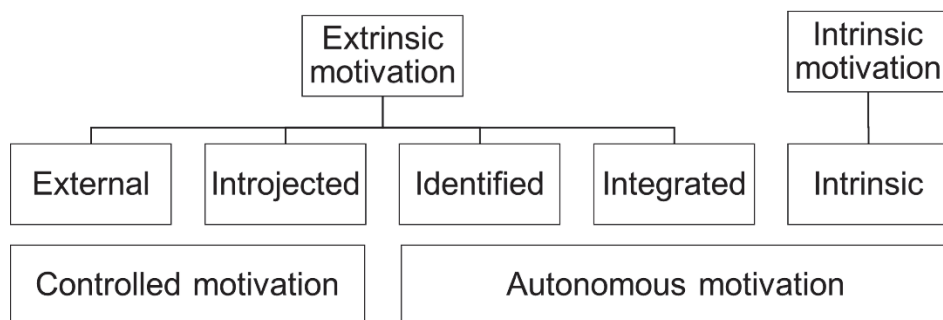 Extrinsic
motivation
Intrinsic
motivation
External
Introjected
Identified
Integrated
Intrinsic
Controlled motivation
Autonomous motivation